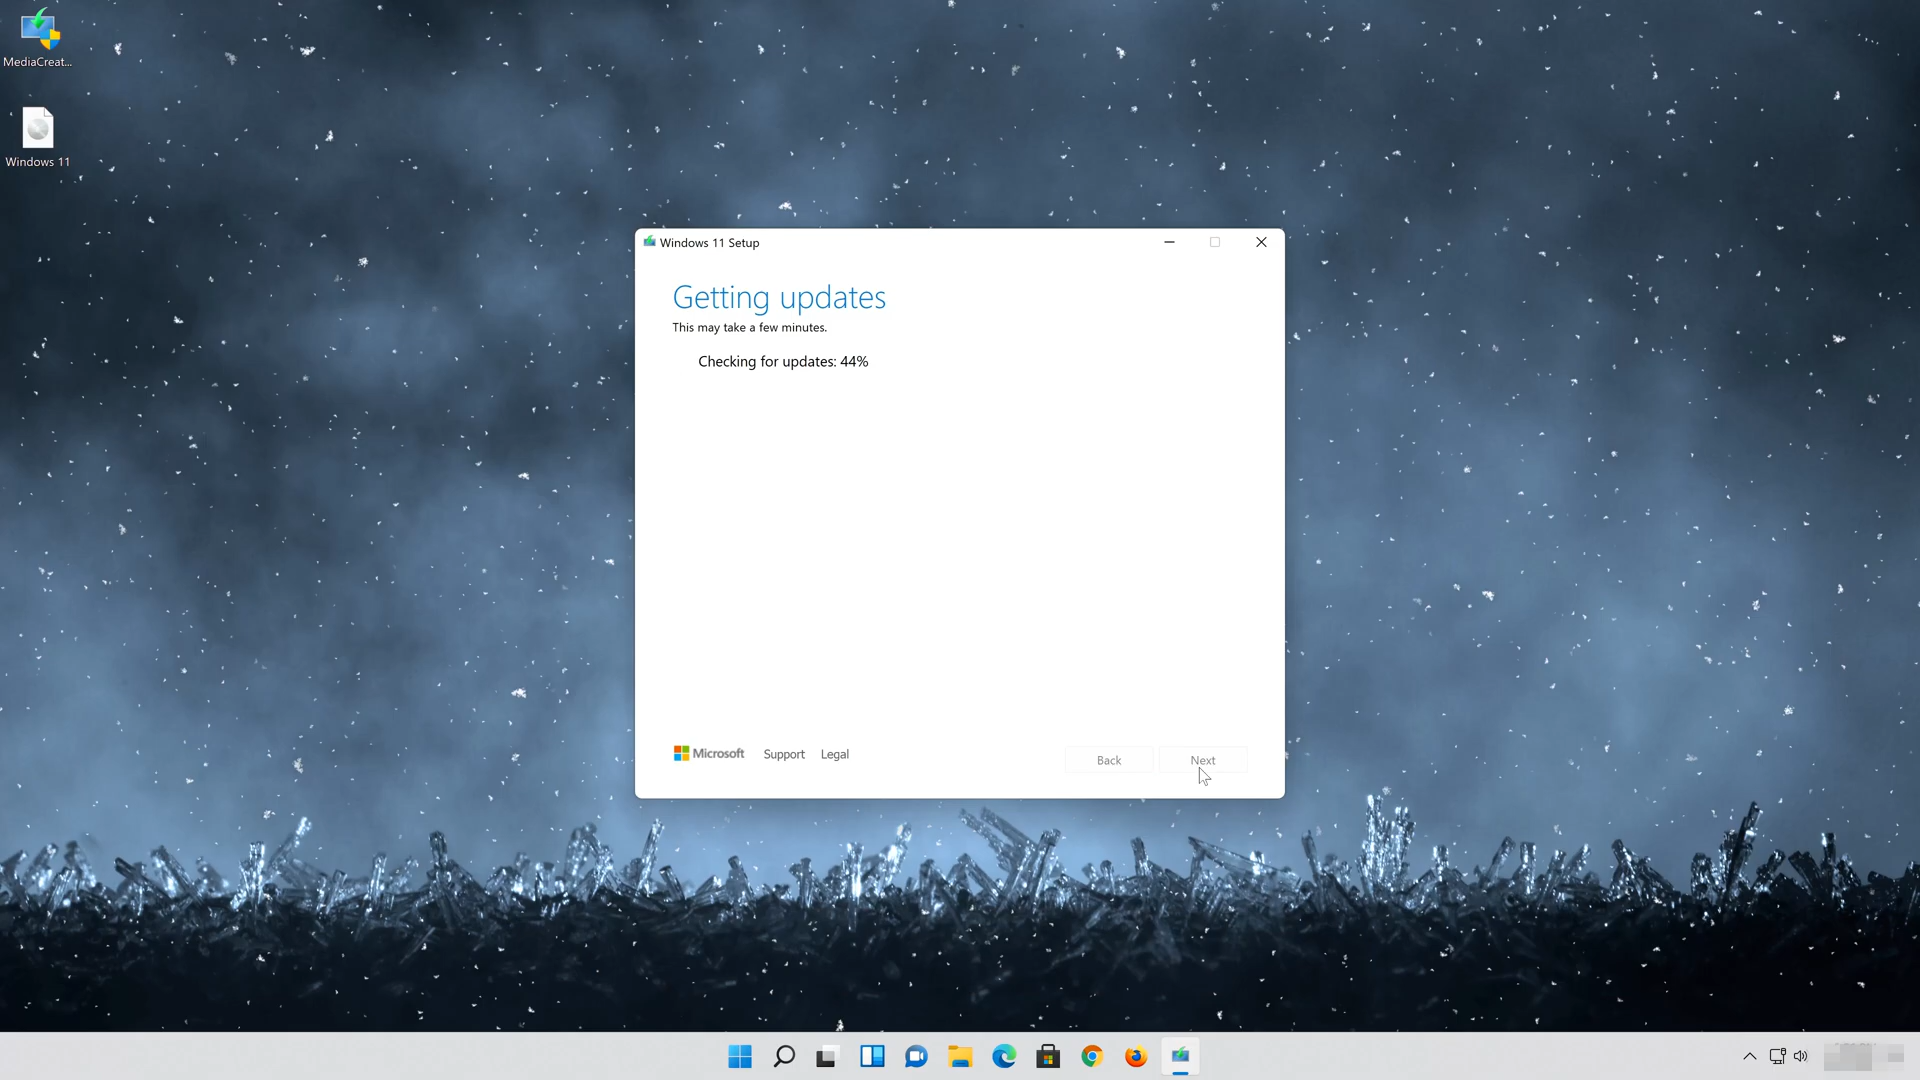 MediaCreat...
Windows 11
Windows 11 Setup
Getting updates
This may take a few minutes.
Checking for updates: 44%
Microsoft
Support
Legal
Back
Next